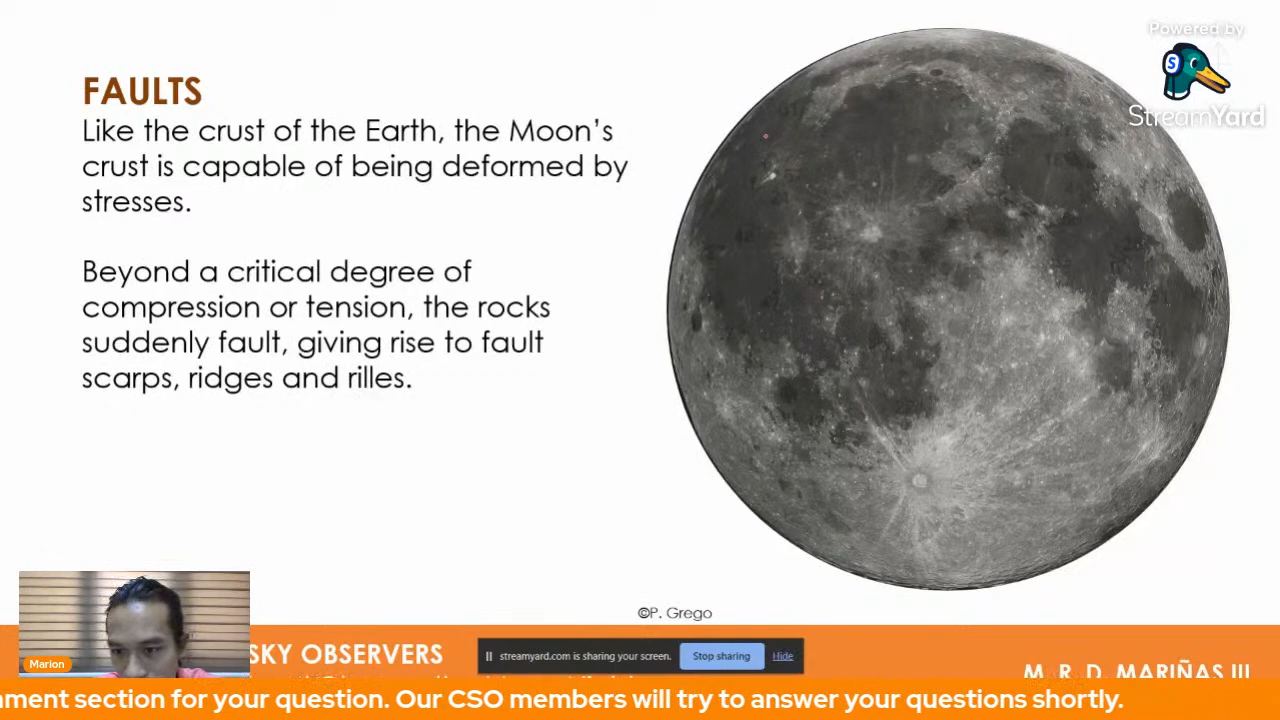 Powered by
StreamYard
FAULTS
Like the crust of the Earth, the Moon’s
crust is capable of being deformed by
stresses.
Beyond a critical degree of
compression or tension, the rocks
suddenly fault, giving rise to fault
scarps, ridges and rilles.
©P. Grego
Marion
SKY OBSERVERS
streamyard.com is sharing your screen.
Stop sharing
Hide
M. R. D. MARIÑAS III
mment section for your question. Our CSO members will try to answer your questions shortly.